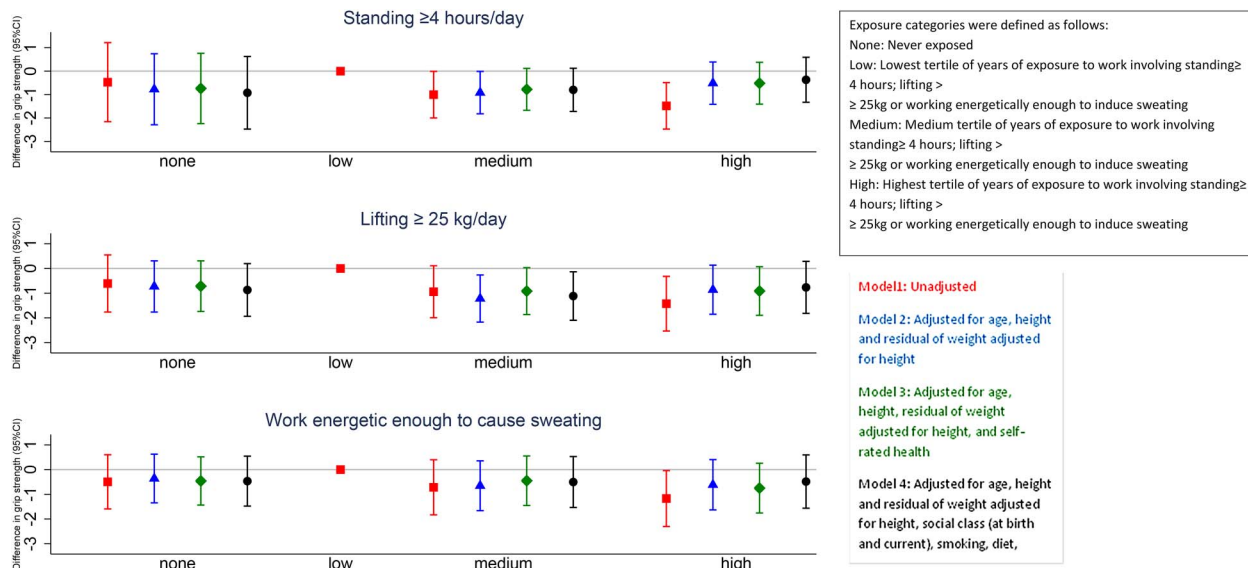 Standing ≥4 hours/day
Difference in grip strength (95%CI)
1
0
-1
-2
-3
none low medium high
Lifting ≥ 25 kg/day
Difference in grip strength (95%CI)
1
0
-1
-2
-3
none low medium high
Work energetic enough to cause sweating
Difference in grip strength (95%CI)
1
0
-1
-2
-3
none low medium high
Exposure categories were defined as follows:
None: Never exposed
Low: Lowest tertile of years of exposure to work involving standing≥
4 hours; lifting >
≥ 25kg or working energetically enough to induce sweating
Medium: Medium tertile of years of exposure to work involving
standing≥ 4 hours; lifting >
≥ 25kg or working energetically enough to induce sweating
High: Highest tertile of years of exposure to work involving standing≥
4 hours; lifting >
≥ 25kg or working energetically enough to induce sweating
Model1: Unadjusted
Model 2: Adjusted for age, height
and residual of weight adjusted
for height
Model 3: Adjusted for age,
height, residual of weight
adjusted for height, and self-
rated health
Model 4: Adjusted for age, height
and residual of weight adjusted
for height, social class (at birth
and current), smoking, diet,